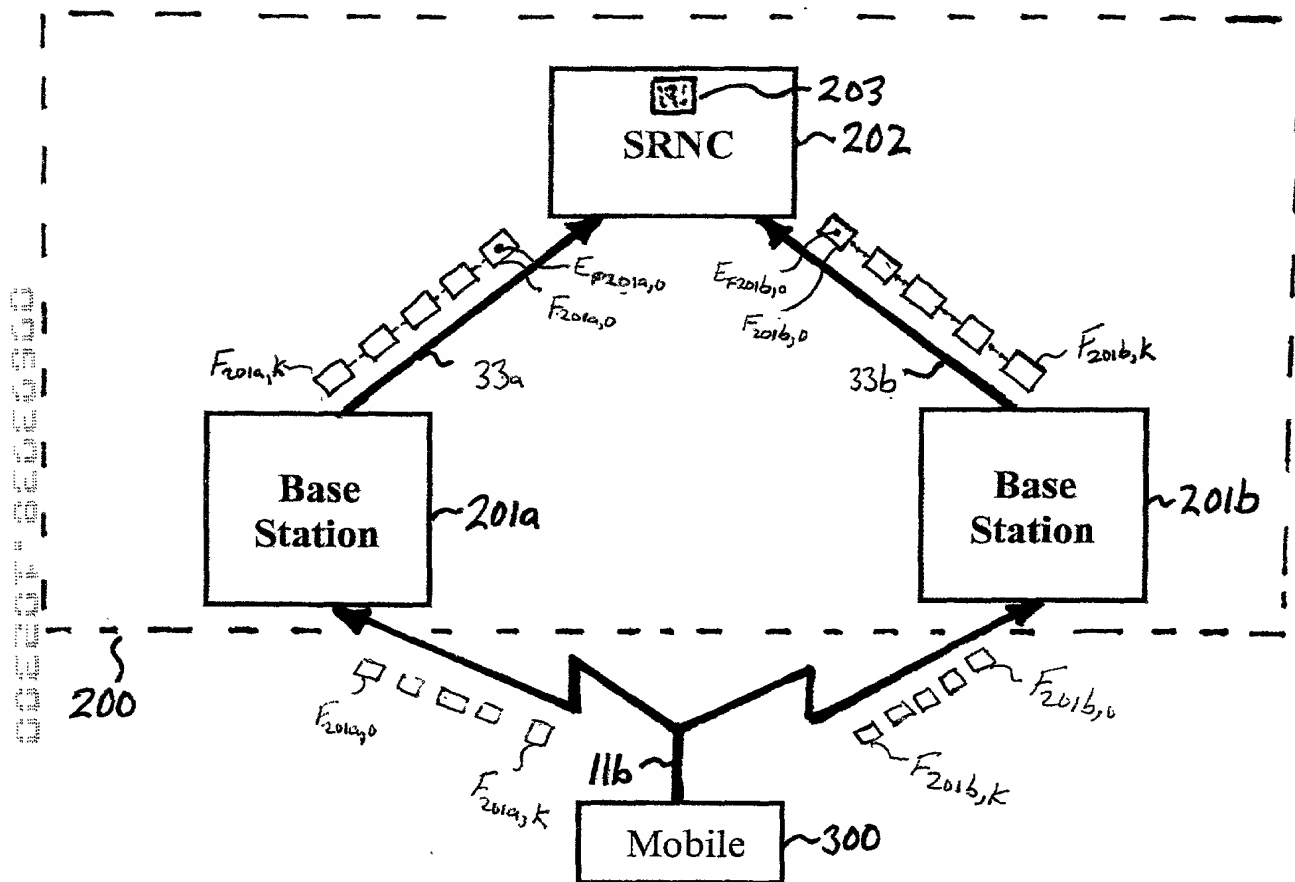 203
SRNC
202
E_F201a,0
F_201a,0
E_F201b,0
F_201b,0
F_201a,K
33a
33b
F_201b,K
Base
Station
201a
Base
Station
201b
200
F_201a,0
F_201a,K
F_201b,0
F_201b,K
11b
Mobile
300